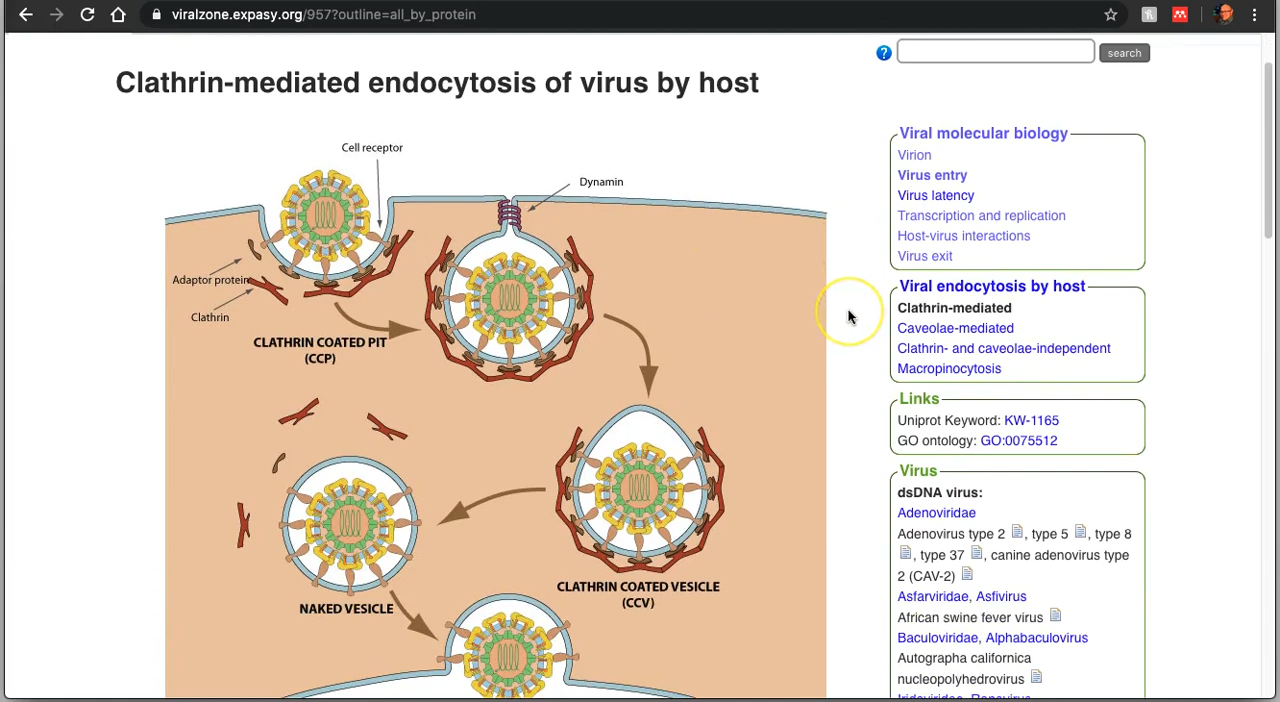 viralzone.expasy.org/957?outline=all_by_protein
?
search
Clathrin-mediated endocytosis of virus by host
Cell receptor
Dynamin
Adaptor protein
Clathrin
CLATHRIN COATED PIT
(CCP)
CLATHRIN COATED VESICLE
(CCV)
NAKED VESICLE
Viral molecular biology
Virion
Virus entry
Virus latency
Transcription and replication
Host-virus interactions
Virus exit
Viral endocytosis by host
Clathrin-mediated
Caveolae-mediated
Clathrin- and caveolae-independent
Macropinocytosis
Links
Uniprot Keyword: KW-1165
GO ontology: GO:0075512
Virus
dsDNA virus:
Adenoviridae
Adenovirus type 2 , type 5 , type 8
, type 37 , canine adenovirus type
2 (CAV-2)
Asfarviridae, Asfivirus
African swine fever virus
Baculoviridae, Alphabaculovirus
Autographa californica
nucleopolyhedrovirus
Iridoviridae, Ranavirus